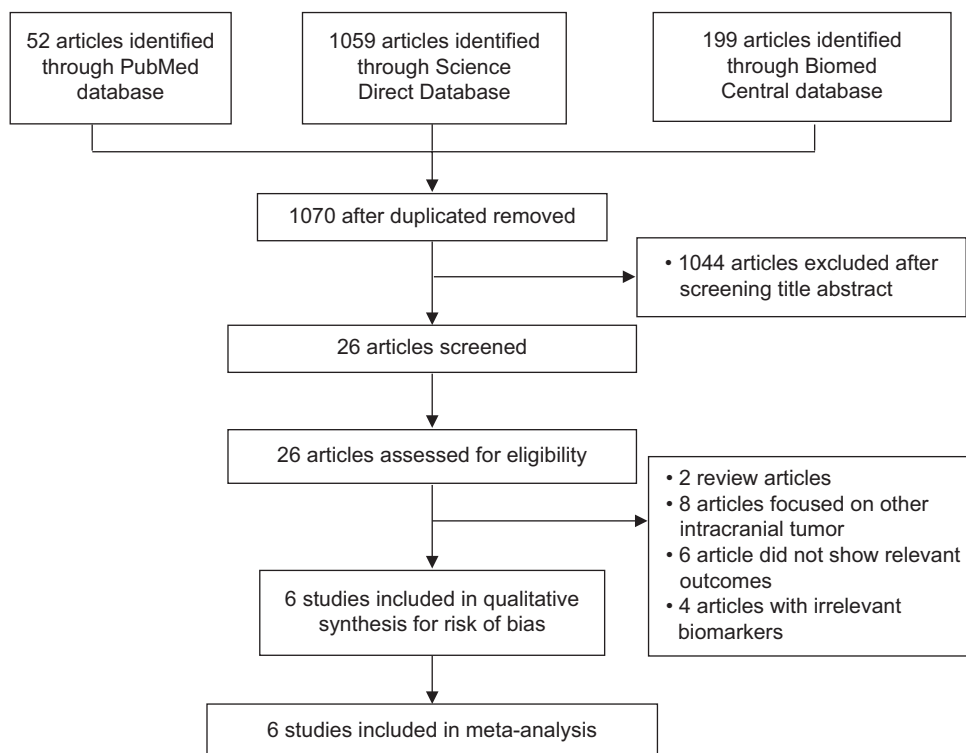 52 articles identified
through PubMed
database
1059 articles identified
through Science
Direct Database
199 articles identified
through Biomed
Central database
1070 after duplicated removed
• 1044 articles excluded after
screening title abstract
26 articles screened
26 articles assessed for eligibility
• 2 review articles
• 8 articles focused on other
intracranial tumor
• 6 article did not show relevant
outcomes
• 4 articles with irrelevant
biomarkers
6 studies included in qualitative
synthesis for risk of bias
6 studies included in meta-analysis